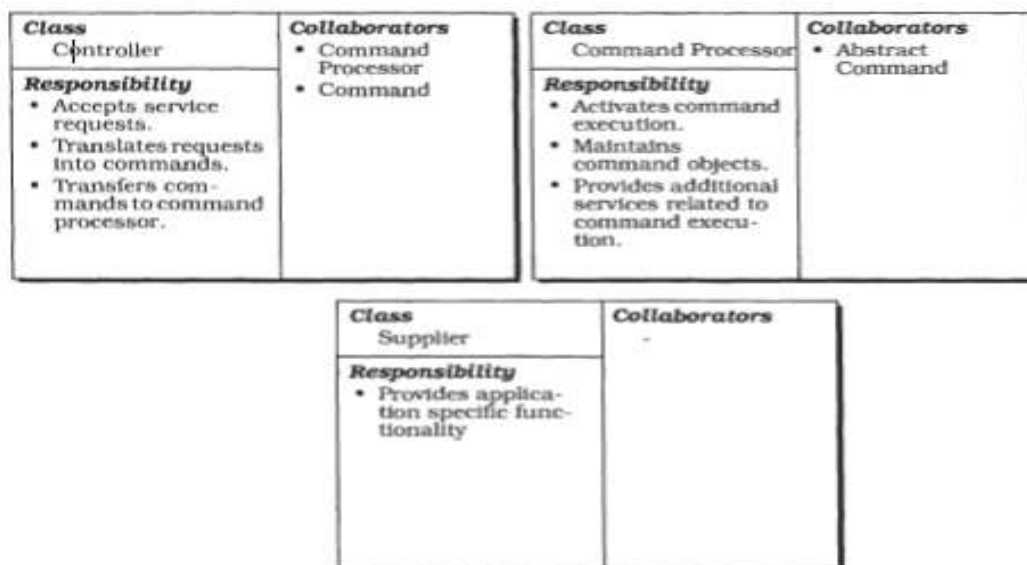 Class
Controller
Responsibility
• Accepts service
requests.
• Translates requests
into commands.
• Transfers com-
mands to command
processor.
Collaborators
• Command
Processor
• Command
Class
Command Processor
Responsibility
• Activates command
execution.
• Maintains
command objects.
• Provides additional
services related to
command execu-
tion.
Collaborators
• Abstract
Command
Class
Supplier
Responsibility
• Provides applica-
tion specific func-
tionality
Collaborators
-